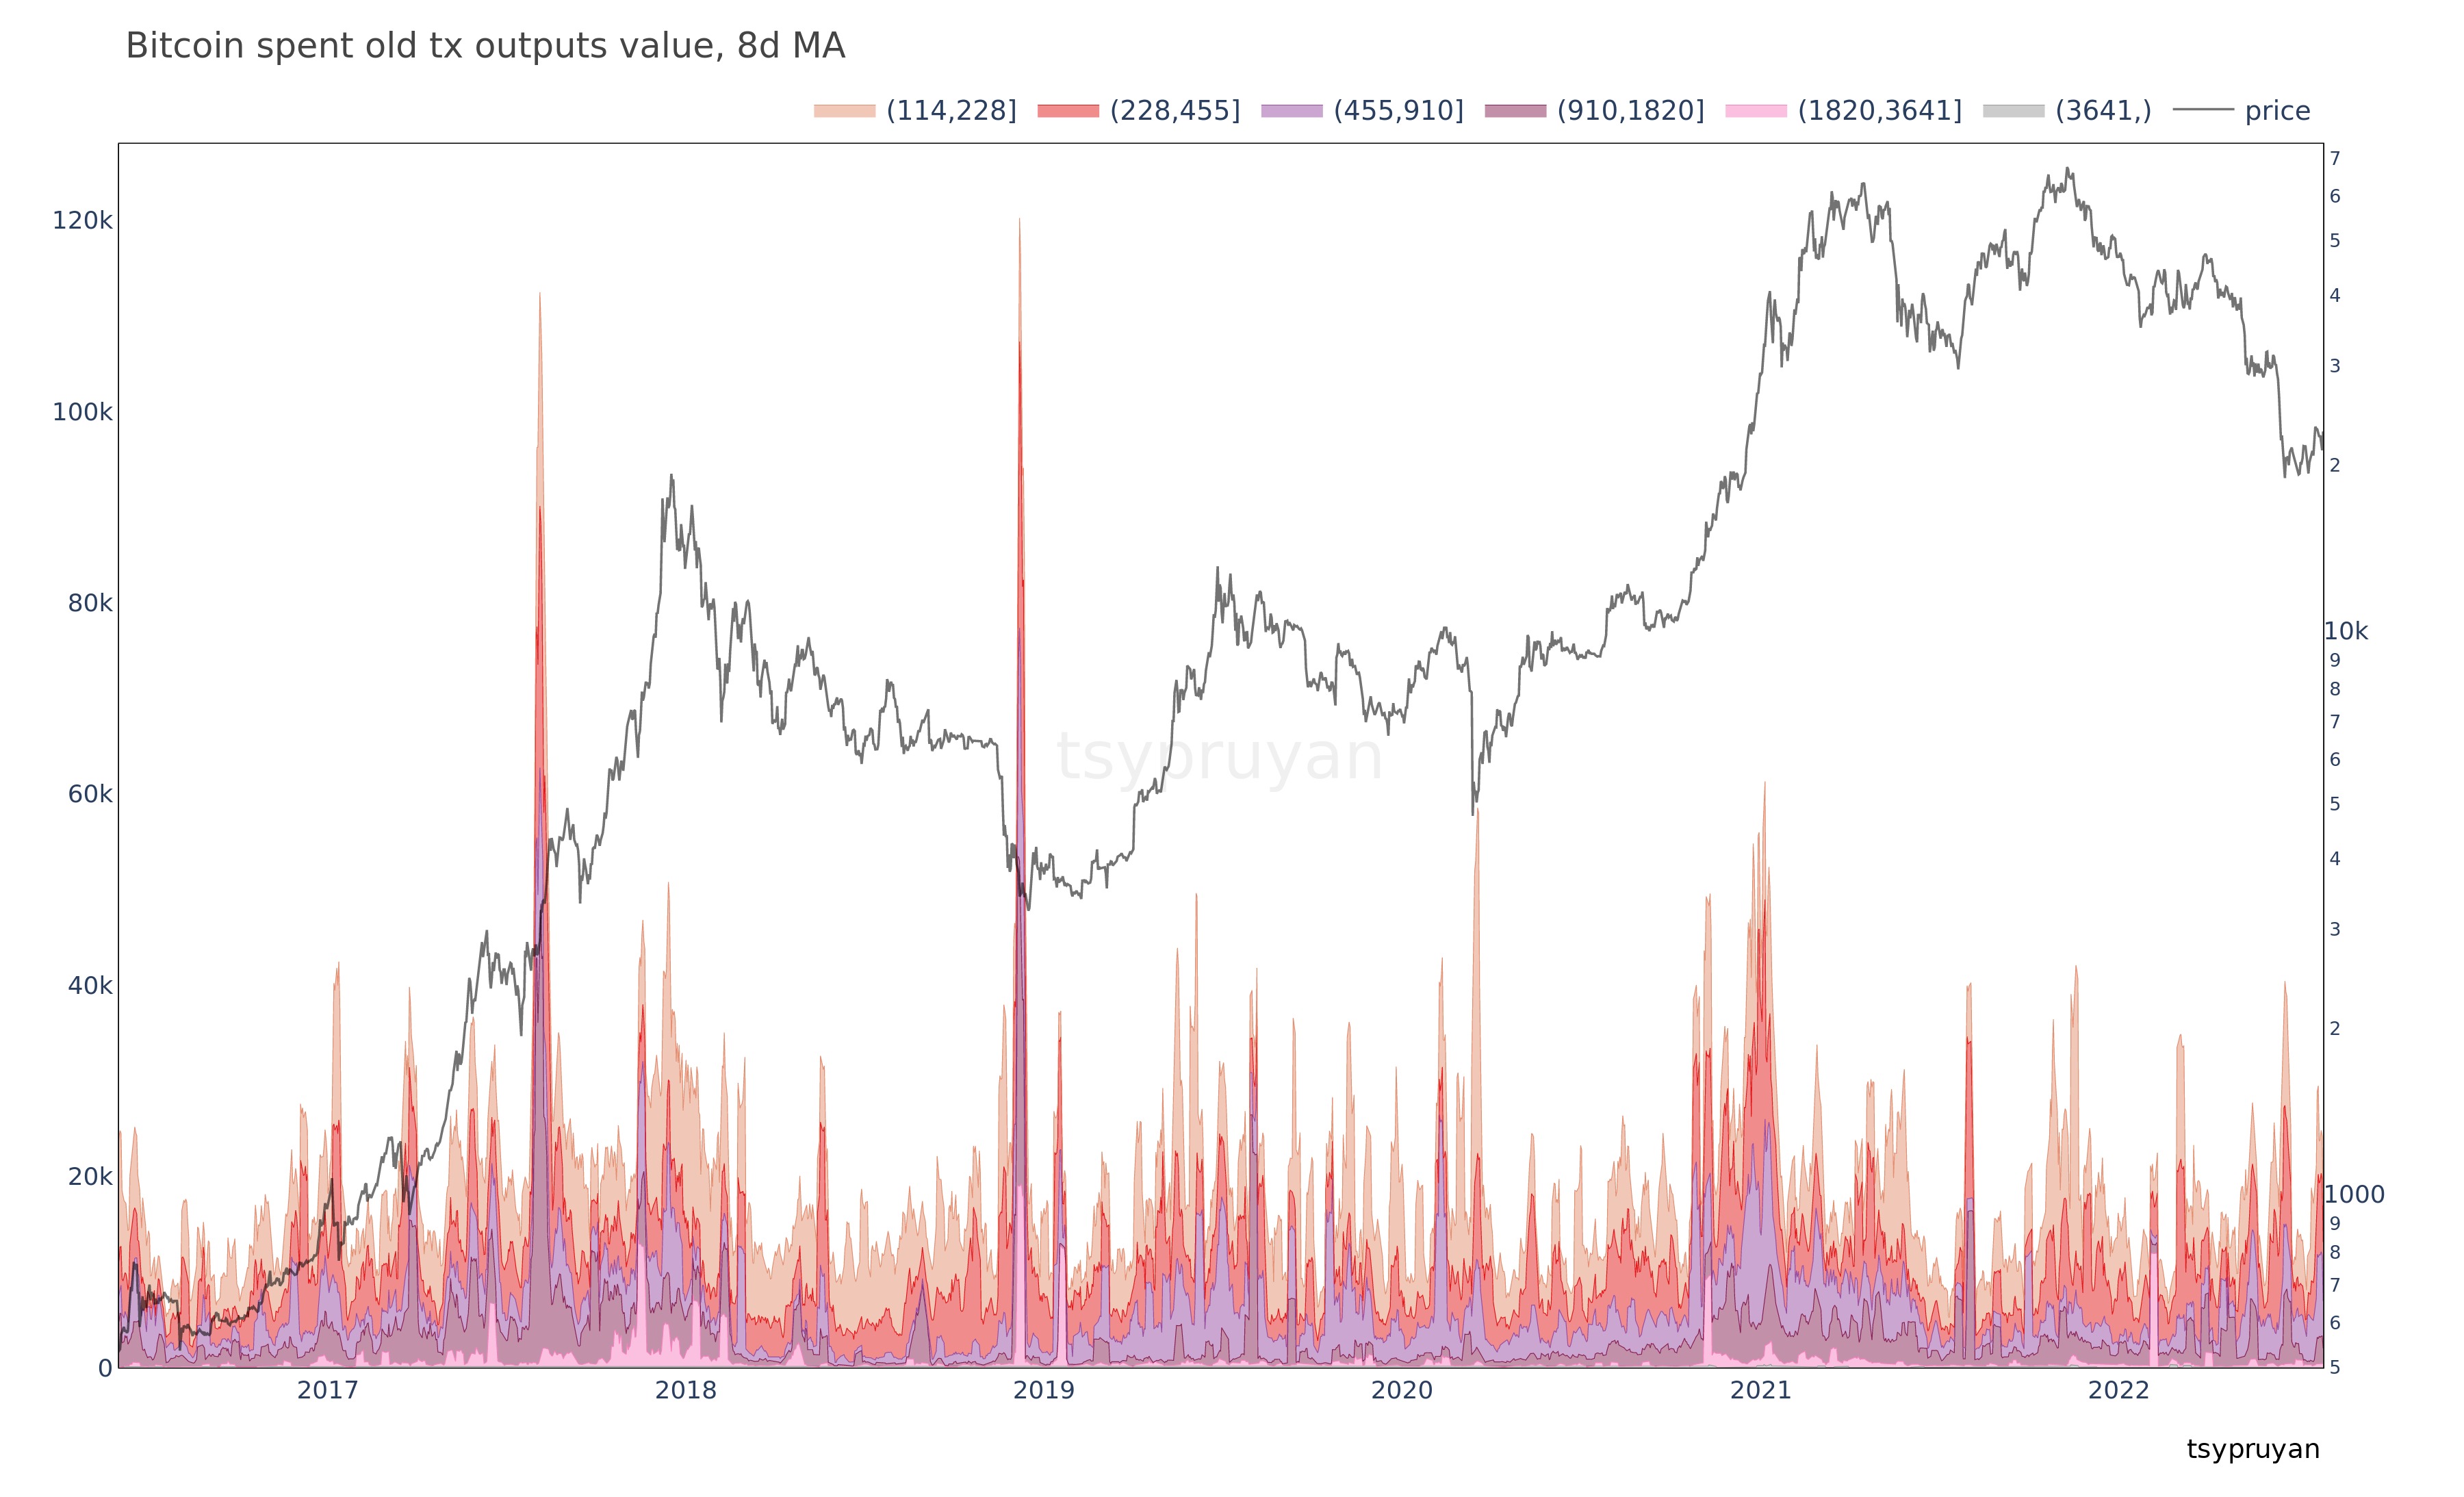 Bitcoin spent old tx outputs value, 8d MA
(114,228] (228,455] (455,910] (910,1820] (1820,3641] (3641,) price
7
120k
6
5
4
100k
3
2
80k
10k
9
8
7
tsypruyan
6
60k
5
4
3
40k
2
20k
1000
9
8
7
6
0
5
2017 2018 2019 2020 2021 2022
tsypruyan